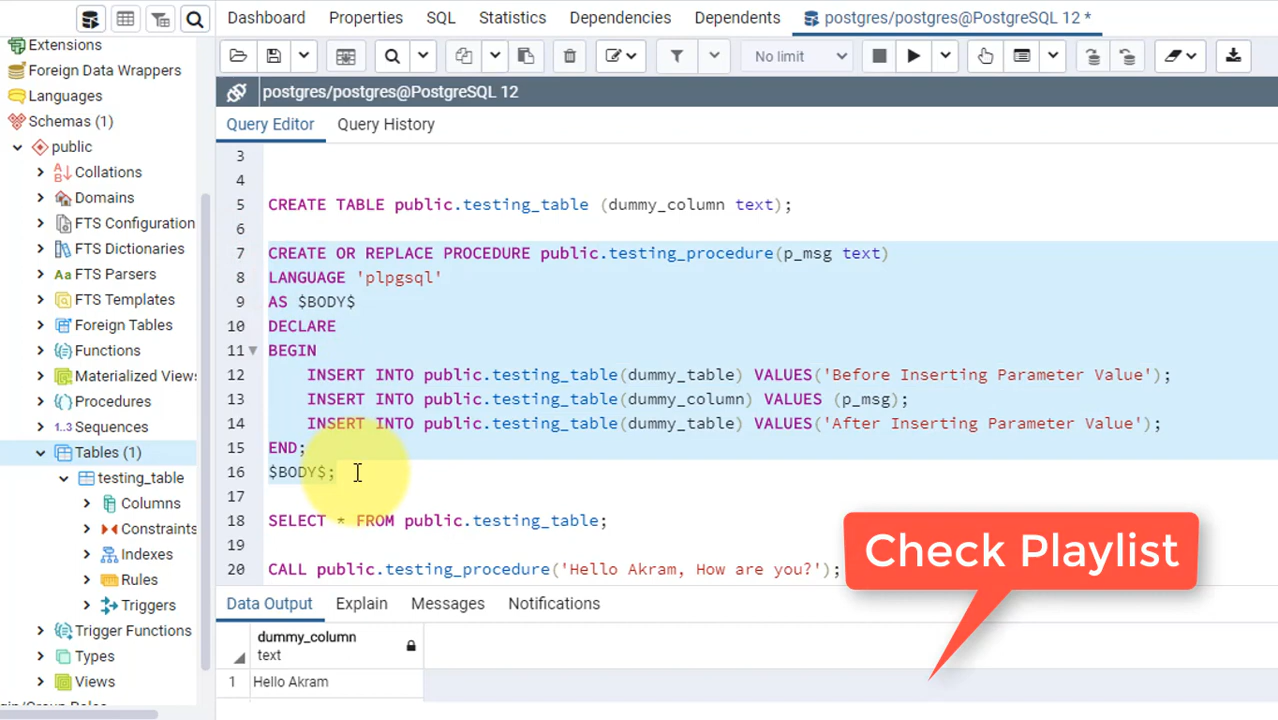 Dashboard Properties SQL Statistics Dependencies Dependents postgres/postgres@PostgreSQL 12 *
No limit
postgres/postgres@PostgreSQL 12
Query Editor Query History
Extensions
Foreign Data Wrappers
Languages
Schemas (1)
public
Collations
Domains
FTS Configuration
FTS Dictionaries
Aa FTS Parsers
FTS Templates
Foreign Tables
Functions
Materialized Views
Procedures
1..3 Sequences
Tables (1)
testing_table
Columns
Constraints
Indexes
Rules
Triggers
Trigger Functions
Types
Views
3
4
5 CREATE TABLE public.testing_table (dummy_column text);
6
7 CREATE OR REPLACE PROCEDURE public.testing_procedure(p_msg text)
8 LANGUAGE 'plpgsql'
9 AS $BODY$
10 DECLARE
11 BEGIN
12 INSERT INTO public.testing_table(dummy_table) VALUES('Before Inserting Parameter Value');
13 INSERT INTO public.testing_table(dummy_column) VALUES (p_msg);
14 INSERT INTO public.testing_table(dummy_table) VALUES('After Inserting Parameter Value');
15 END;
16 $BODY$;
17
18 SELECT * FROM public.testing_table;
19
20 CALL public.testing_procedure('Hello Akram, How are you?');
Check Playlist
Data Output Explain Messages Notifications
dummy_column
text
1 Hello Akram